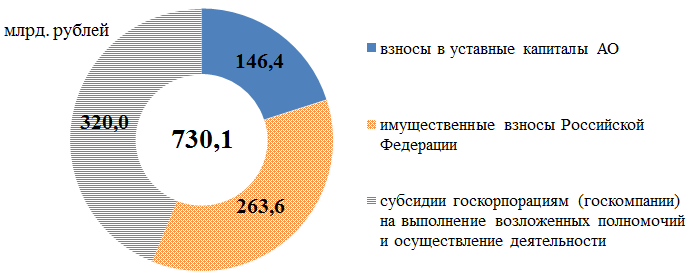 млрд. рублей
146,4
320,0
730,1
263,6
взносы в уставные капиталы АО
имущественные взносы Российской
Федерации
субсидии госкорпорациям (госкомпании)
на выполнение возложенных полномочий
и осуществление деятельности